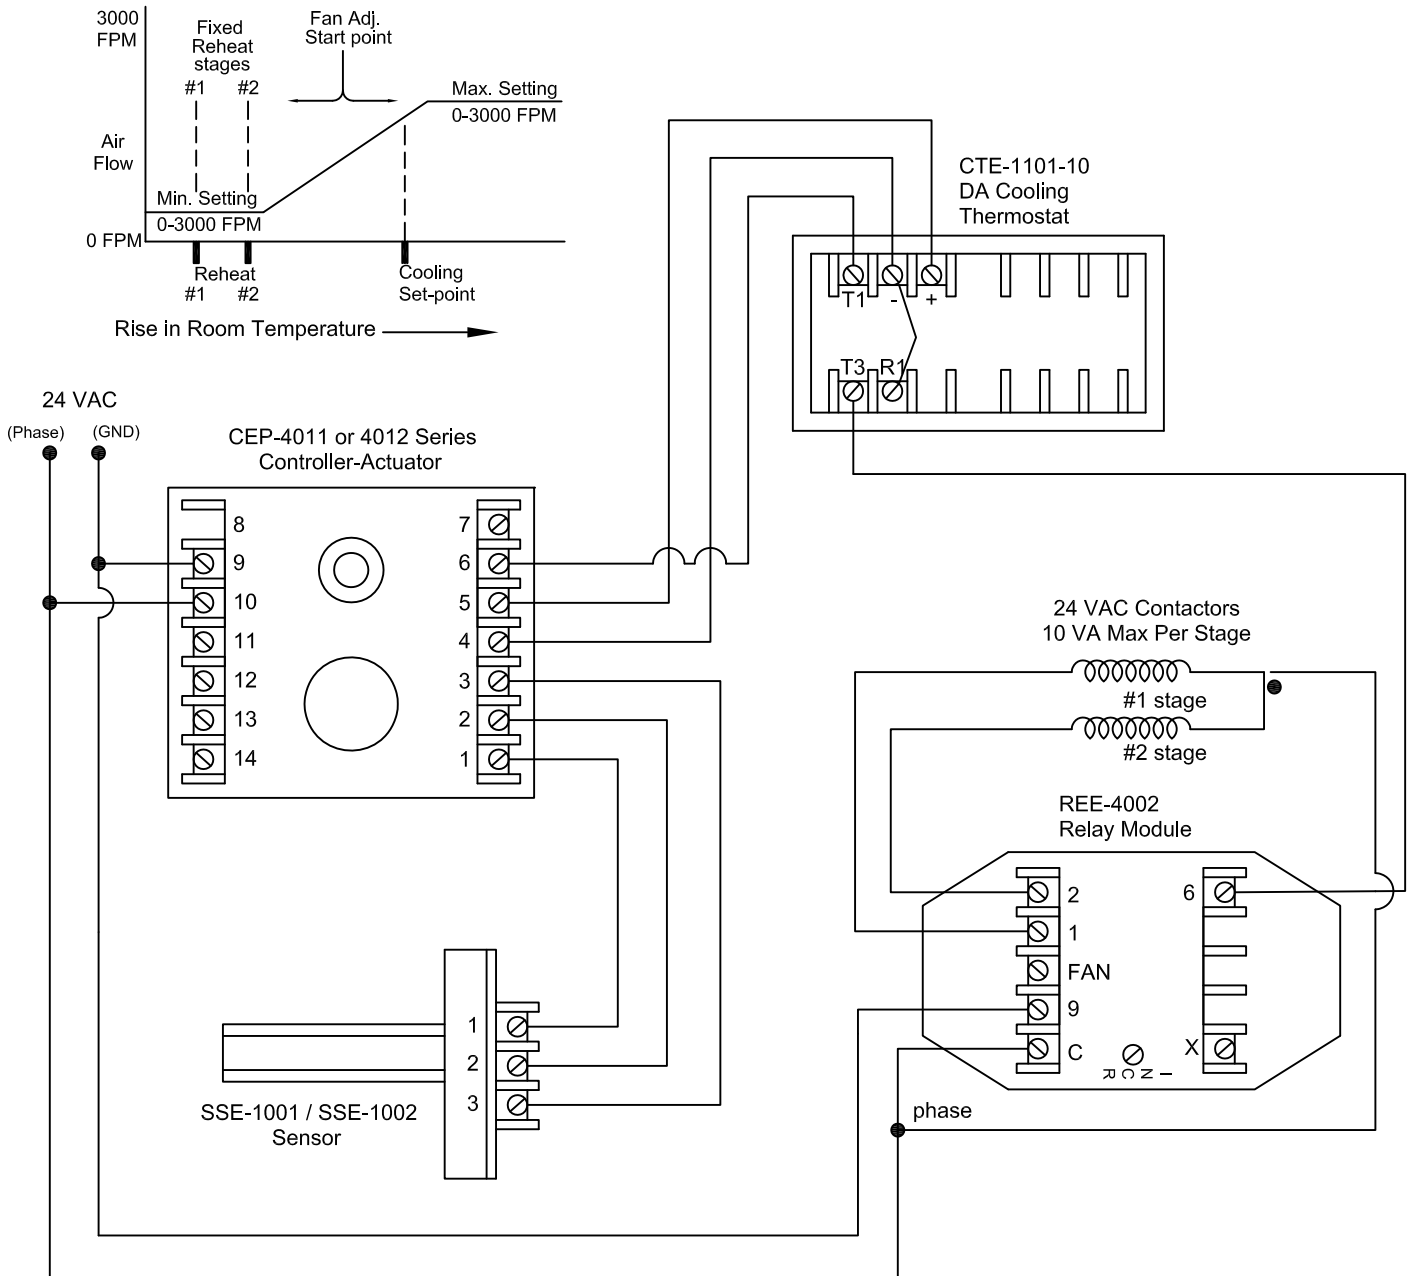 3000
FPM
Fixed
Reheat
stages
#1 #2
Fan Adj.
Start point
Max. Setting
0-3000 FPM
Air
Flow
Min. Setting
0-3000 FPM
0 FPM
Reheat
#1 #2
Cooling
Set-point
Rise in Room Temperature
CTE-1101-10
DA Cooling
Thermostat
T1 - +
T3 R1
24 VAC
(Phase) (GND)
CEP-4011 or 4012 Series
Controller-Actuator
8 7
9 6
10 5
11 4
12 3
13 2
14 1
24 VAC Contactors
10 VA Max Per Stage
#1 stage
#2 stage
REE-4002
Relay Module
2 6
1
FAN
9
C X
R C N I
phase
1
2
3
SSE-1001 / SSE-1002
Sensor